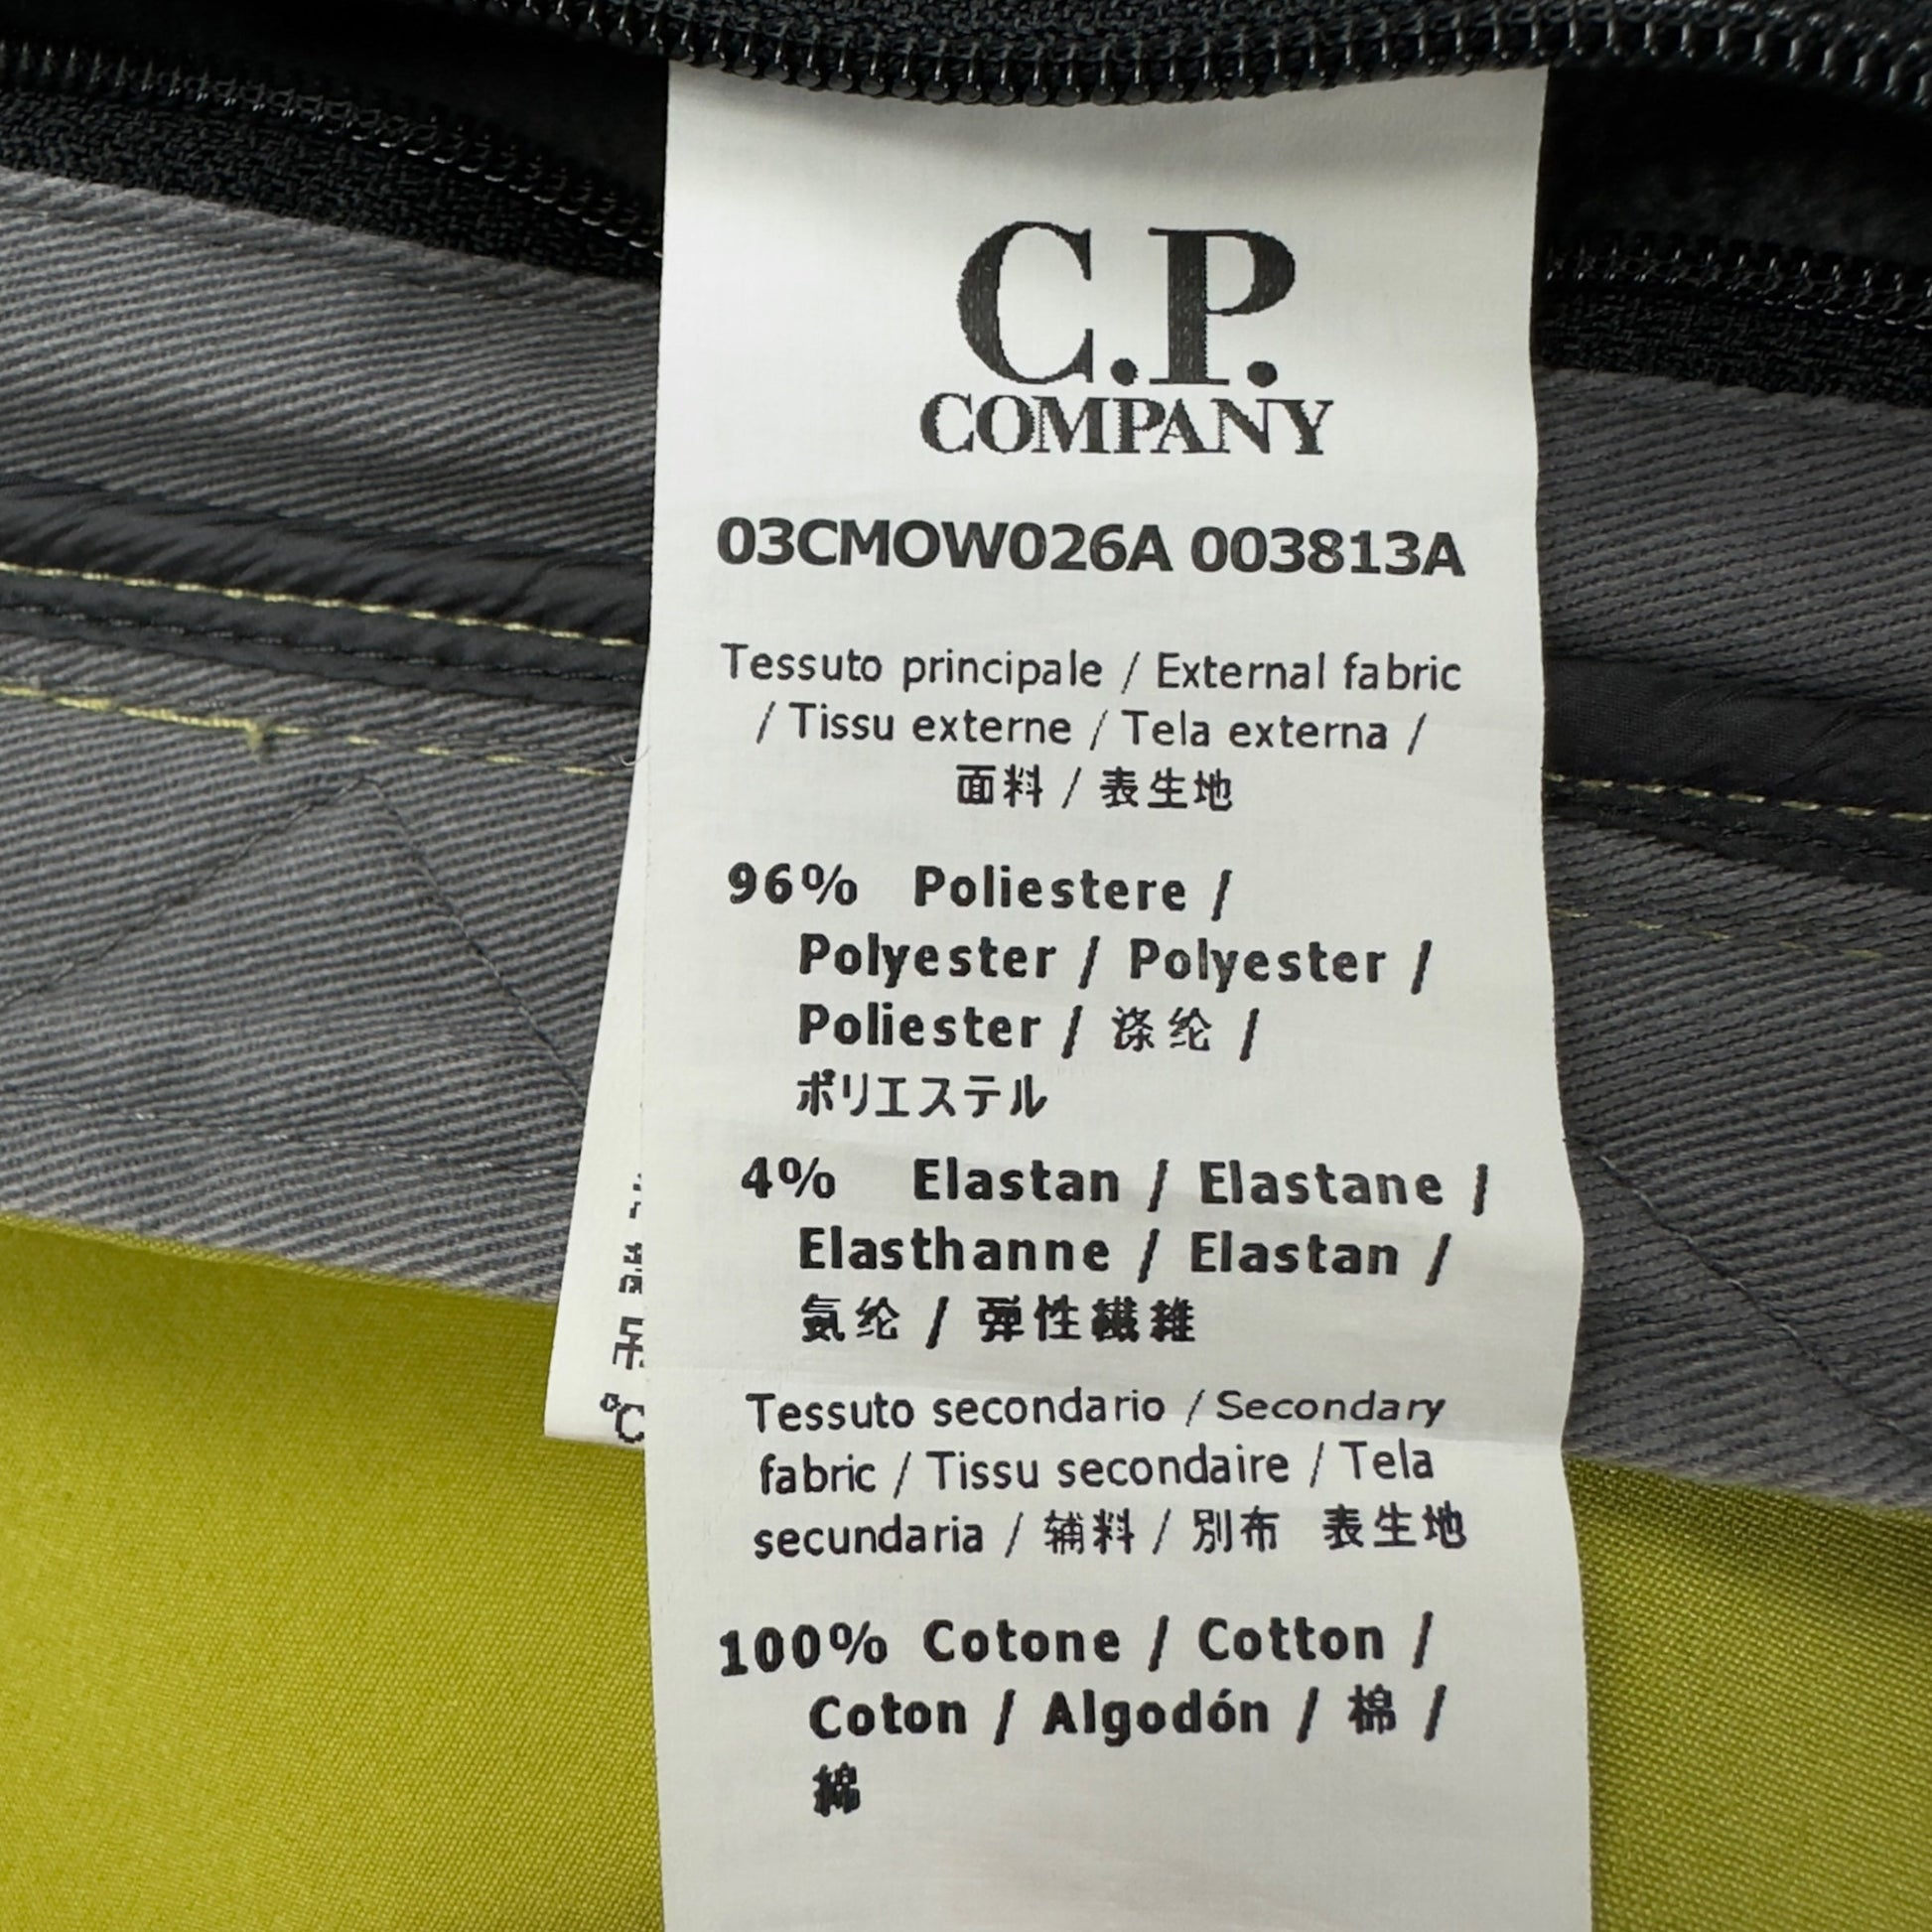 C.P.
COMPANY
03CMOW026A 003813A
Tessuto principale / External fabric
/ Tissu externe / Tela externa /
面料 / 表生地
96% Poliestere /
Polyester / Polyester /
Poliester / 涤纶 /
ポリエステル
4% Elastan / Elastane /
Elasthanne / Elastan /
氨纶 / 弹性繊維
Tessuto secondario / Secondary
fabric / Tissu secondaire / Tela
secundaria / 辅料 / 別布 表生地
100% Cotone / Cotton /
Coton / Algodón / 棉 /
綿
℃